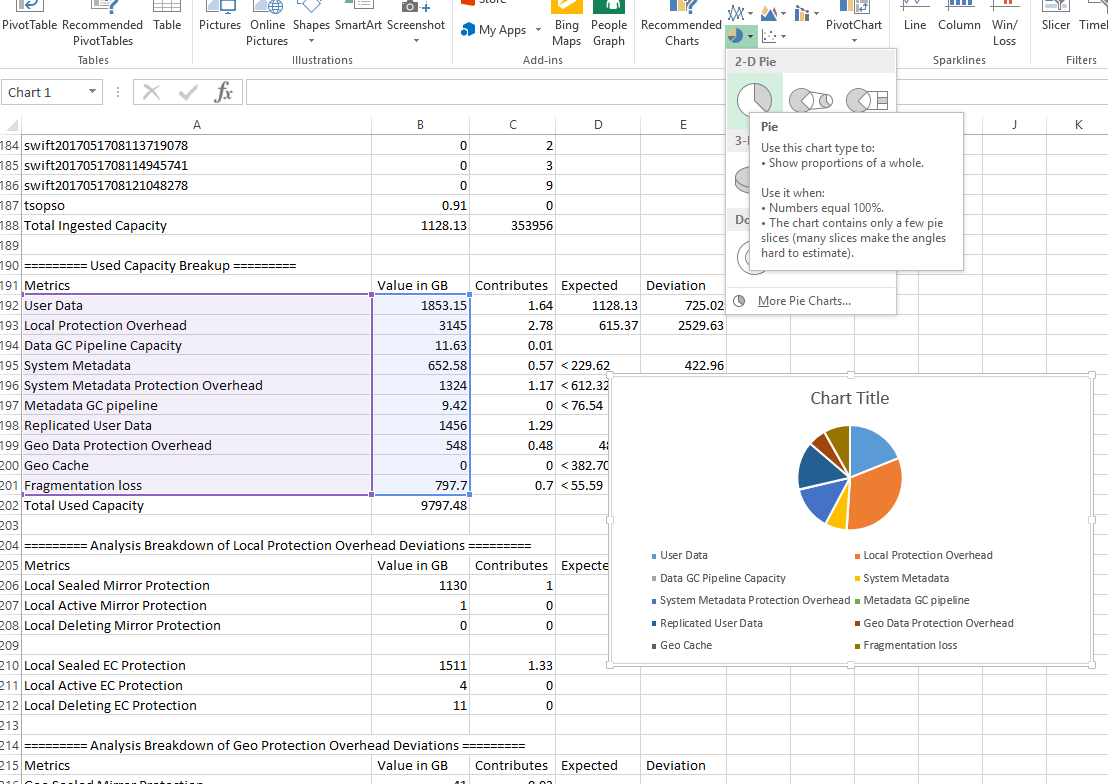 Store
PivotTable Recommended PivotTables Table
Tables
Pictures Online Pictures Shapes SmartArt Screenshot
Illustrations
My Apps
Bing Maps People Graph
Add-ins
Recommended Charts
PivotChart
Line Column Win/ Loss
Sparklines
Slicer
Filters
Chart 1 fx
2-D Pie
Pie
Use this chart type to:
• Show proportions of a whole.
Use it when:
• Numbers equal 100%.
• The chart contains only a few pie
slices (many slices make the angles
hard to estimate).
More Pie Charts...
A B C D E J K
184 swift2017051708113719078 0 2
185 swift2017051708114945741 0 3
186 swift2017051708121048278 0 9
187 tsopso 0.91 0
188 Total Ingested Capacity 1128.13 353956
189
190 ========= Used Capacity Breakup =========
191 Metrics Value in GB Contributes Expected Deviation
192 User Data 1853.15 1.64 1128.13 725.02
193 Local Protection Overhead 3145 2.78 615.37 2529.63
194 Data GC Pipeline Capacity 11.63 0.01
195 System Metadata 652.58 0.57 < 229.62 422.96
196 System Metadata Protection Overhead 1324 1.17 < 612.32
197 Metadata GC pipeline 9.42 0 < 76.54
198 Replicated User Data 1456 1.29
199 Geo Data Protection Overhead 548 0.48
200 Geo Cache 0 0 < 382.70
201 Fragmentation loss 797.7 0.7 < 55.59
202 Total Used Capacity 9797.48
203
204 ========= Analysis Breakdown of Local Protection Overhead Deviations =========
205 Metrics Value in GB Contributes Expecte
206 Local Sealed Mirror Protection 1130 1
207 Local Active Mirror Protection 1 0
208 Local Deleting Mirror Protection 0 0
209
210 Local Sealed EC Protection 1511 1.33
211 Local Active EC Protection 4 0
212 Local Deleting EC Protection 11 0
213
214 ========= Analysis Breakdown of Geo Protection Overhead Deviations =========
215 Metrics Value in GB Contributes Expected Deviation
Chart Title
User Data Local Protection Overhead
Data GC Pipeline Capacity System Metadata
System Metadata Protection Overhead Metadata GC pipeline
Replicated User Data Geo Data Protection Overhead
Geo Cache Fragmentation loss